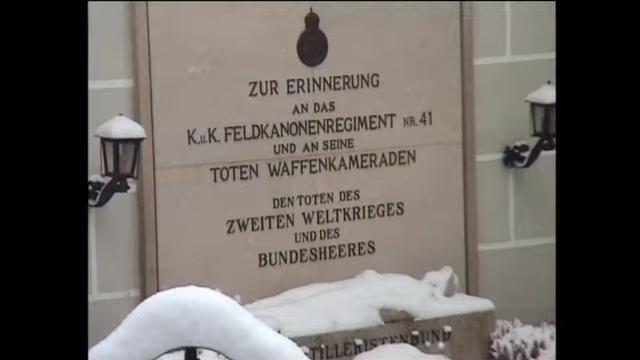 ZUR ERINNERUNG
AN DAS
K.u.K. FELDKANONENREGIMENT NR. 41
UND AN SEINE
TOTEN WAFFENKAMERADEN
DEN TOTEN DES
ZWEITEN WELTKRIEGES
UND DES
BUNDESHEERES